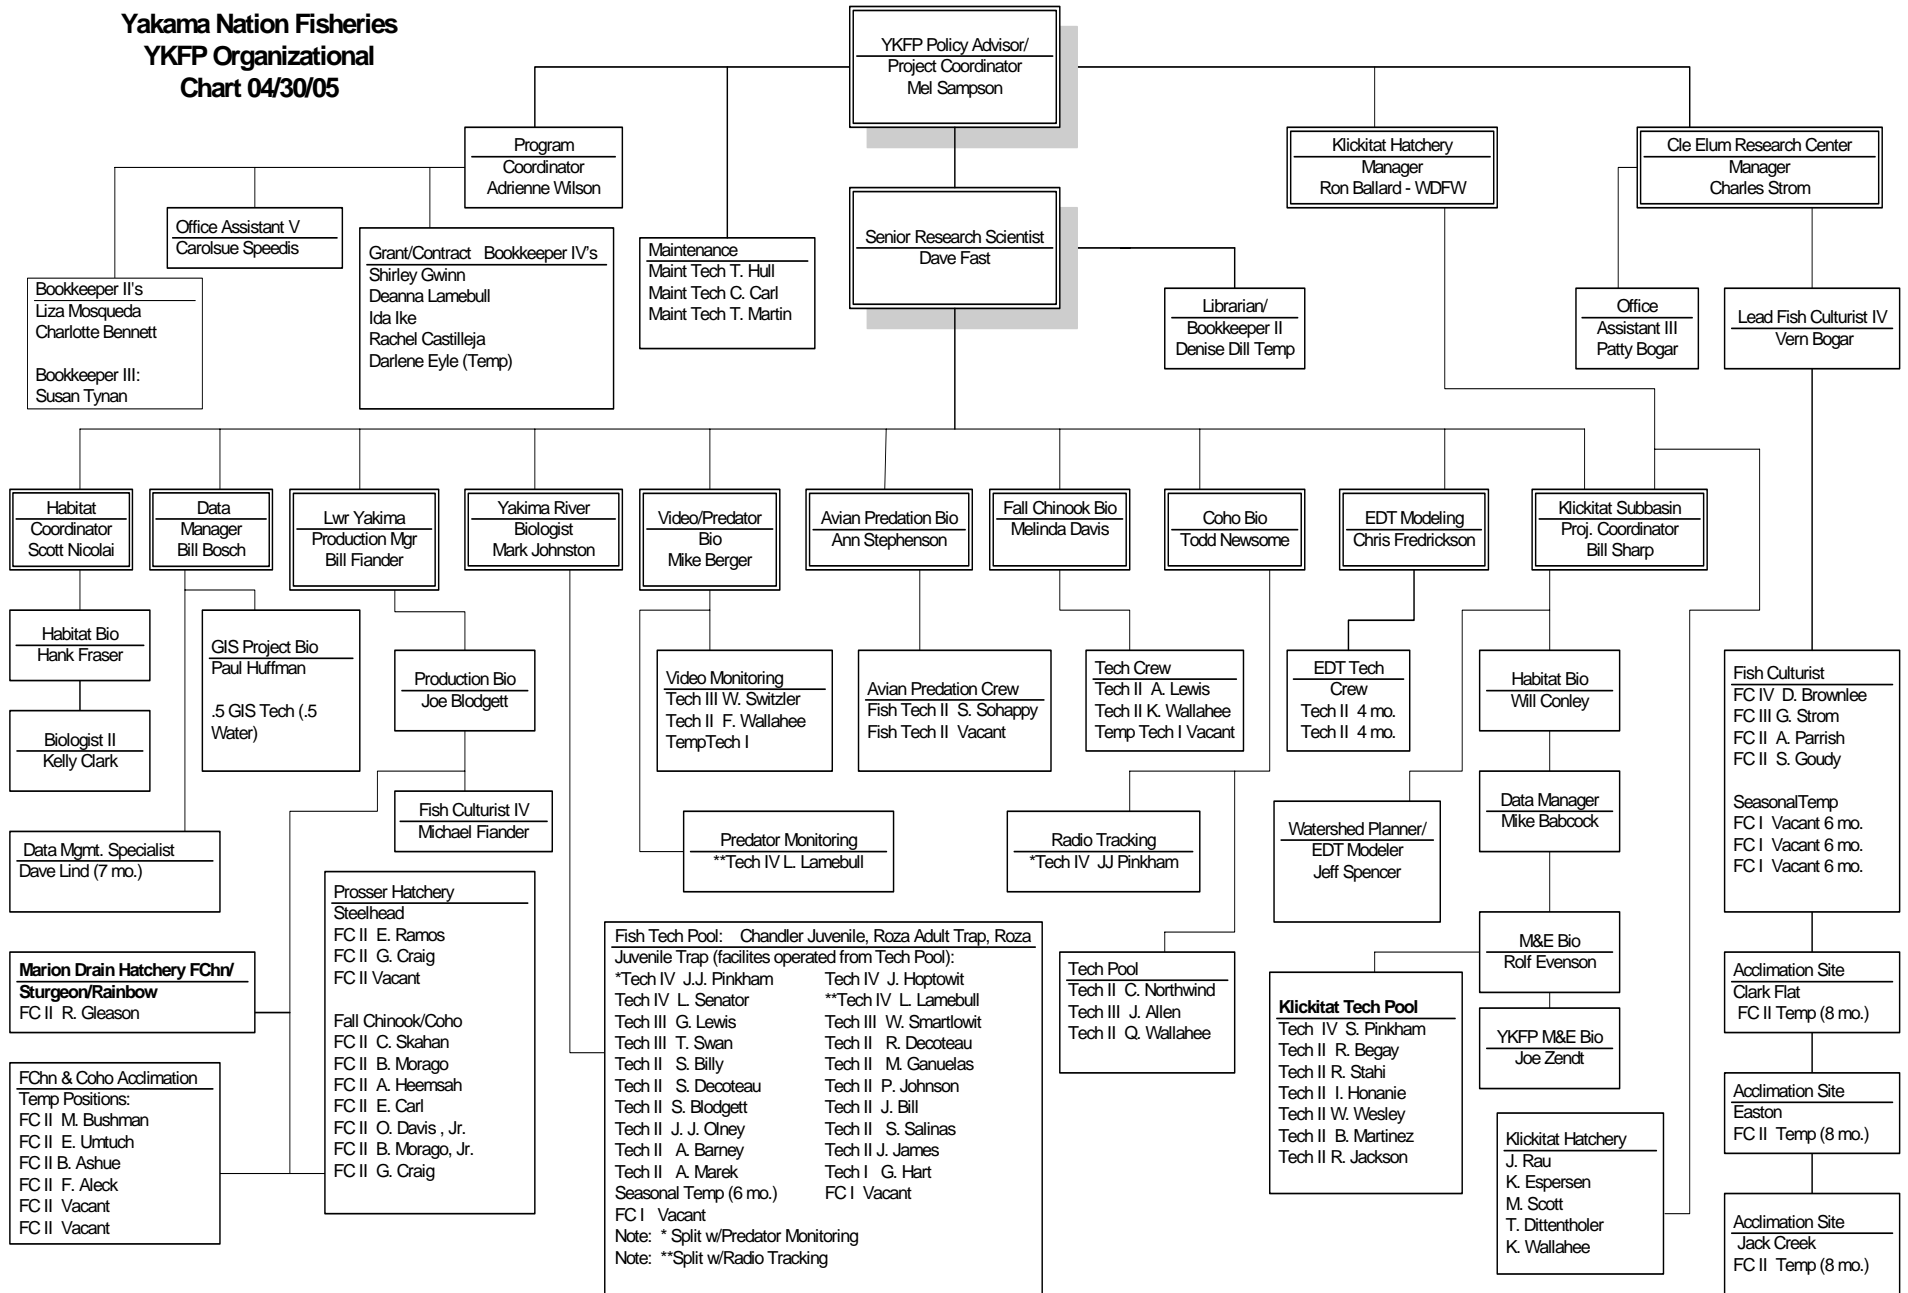 Yakama Nation Fisheries
YKFP Organizational
Chart 04/30/05
YKFP Policy Advisor/
Project Coordinator
Mel Sampson
Program
Coordinator
Adrienne Wilson
Klickitat Hatchery
Manager
Ron Ballard - WDFW
Cle Elum Research Center
Manager
Charles Strom
Office Assistant V
Carolsue Speedis
Grant/Contract Bookkeeper IV's
Shirley Gwinn
Deanna Lamebull
Ida Ike
Rachel Castilleja
Darlene Eyle (Temp)
Maintenance
Maint Tech T. Hull
Maint Tech C. Carl
Maint Tech T. Martin
Senior Research Scientist
Dave Fast
Bookkeeper II's
Liza Mosqueda
Charlotte Bennett
Bookkeeper III:
Susan Tynan
Librarian/
Bookkeeper II
Denise Dill Temp
Office
Assistant III
Patty Bogar
Lead Fish Culturist IV
Vern Bogar
Habitat
Coordinator
Scott Nicolai
Data
Manager
Bill Bosch
Lwr Yakima
Production Mgr
Bill Fiander
Yakima River
Biologist
Mark Johnston
Video/Predator
Bio
Mike Berger
Avian Predation Bio
Ann Stephenson
Fall Chinook Bio
Melinda Davis
Coho Bio
Todd Newsome
EDT Modeling
Chris Fredrickson
Klickitat Subbasin
Proj. Coordinator
Bill Sharp
Habitat Bio
Hank Fraser
GIS Project Bio
Paul Huffman
.5 GIS Tech (.5
Water)
Production Bio
Joe Blodgett
Video Monitoring
Tech III W. Switzler
Tech II F. Wallahee
TempTech I
Avian Predation Crew
Fish Tech II S. Sohappy
Fish Tech II Vacant
Tech Crew
Tech II A. Lewis
Tech II K. Wallahee
Temp Tech I Vacant
EDT Tech
Crew
Tech II 4 mo.
Tech II 4 mo.
Habitat Bio
Will Conley
Fish Culturist
FC IV D. Brownlee
FC III G. Strom
FC II A. Parrish
FC II S. Goudy
SeasonalTemp
FC I Vacant 6 mo.
FC I Vacant 6 mo.
FC I Vacant 6 mo.
Biologist II
Kelly Clark
Fish Culturist IV
Michael Fiander
Data Manager
Mike Babcock
Data Mgmt. Specialist
Dave Lind (7 mo.)
Predator Monitoring
**Tech IV L. Lamebull
Radio Tracking
*Tech IV JJ Pinkham
Watershed Planner/
EDT Modeler
Jeff Spencer
Prosser Hatchery
Steelhead
FC II E. Ramos
FC II G. Craig
FC II Vacant
Fall Chinook/Coho
FC II C. Skahan
FC II B. Morago
FC II A. Heemsah
FC II E. Carl
FC II O. Davis , Jr.
FC II B. Morago, Jr.
FC II G. Craig
Marion Drain Hatchery FChn/
Sturgeon/Rainbow
FC II R. Gleason
FChn & Coho Acclimation
Temp Positions:
FC II M. Bushman
FC II E. Umtuch
FC II B. Ashue
FC II F. Aleck
FC II Vacant
FC II Vacant
Fish Tech Pool: Chandler Juvenile, Roza Adult Trap, Roza
Juvenile Trap (facilites operated from Tech Pool):
*Tech IV J.J. Pinkham Tech IV J. Hoptowit
Tech IV L. Senator **Tech IV L. Lamebull
Tech III G. Lewis Tech III W. Smartlowit
Tech III T. Swan Tech II R. Decoteau
Tech II S. Billy Tech II M. Ganuelas
Tech II S. Decoteau Tech II P. Johnson
Tech II S. Blodgett Tech II J. Bill
Tech II J. J. Olney Tech II S. Salinas
Tech II A. Barney Tech II J. James
Tech II A. Marek Tech I G. Hart
Seasonal Temp (6 mo.) FC I Vacant
FC I Vacant
Note: * Split w/Predator Monitoring
Note: **Split w/Radio Tracking
Tech Pool
Tech II C. Northwind
Tech III J. Allen
Tech II Q. Wallahee
M&E Bio
Rolf Evenson
Klickitat Tech Pool
Tech IV S. Pinkham
Tech II R. Begay
Tech II R. Stahi
Tech II I. Honanie
Tech II W. Wesley
Tech II B. Martinez
Tech II R. Jackson
YKFP M&E Bio
Joe Zendt
Klickitat Hatchery
J. Rau
K. Espersen
M. Scott
T. Dittentholer
K. Wallahee
Acclimation Site
Clark Flat
FC II Temp (8 mo.)
Acclimation Site
Easton
FC II Temp (8 mo.)
Acclimation Site
Jack Creek
FC II Temp (8 mo.)